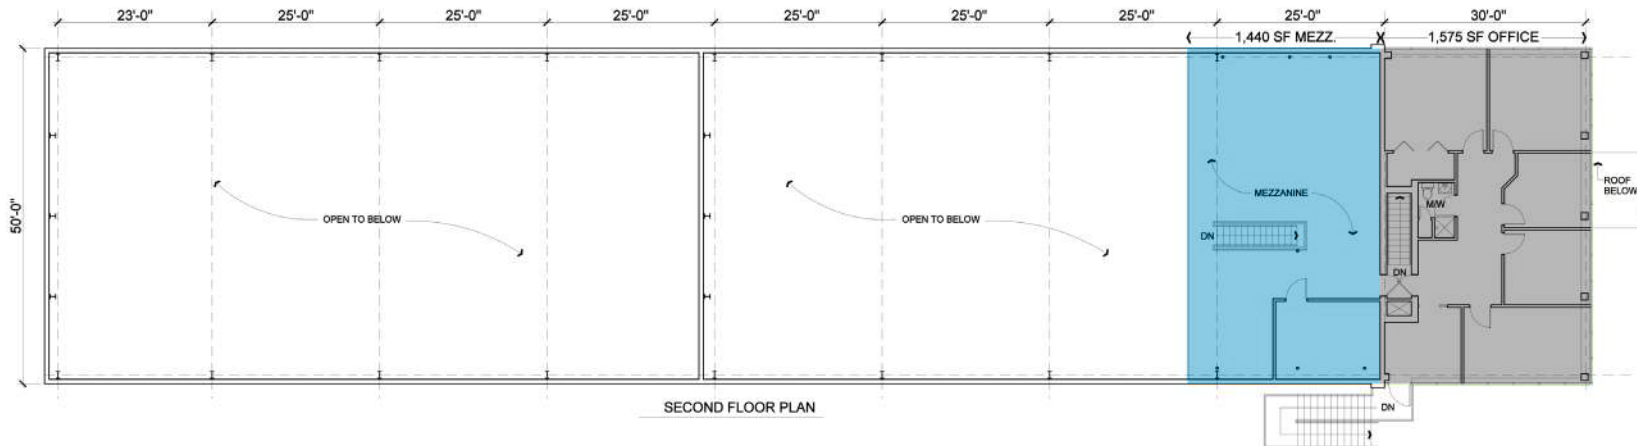 23'-0" 25'-0" 25'-0" 25'-0" 25'-0" 25'-0" 25'-0" 25'-0" 30'-0"
1,440 SF MEZZ. 1,575 SF OFFICE
50'-0"
OPEN TO BELOW
OPEN TO BELOW
MEZZANINE
DN
M/W
DN
ROOF
BELOW
DN
SECOND FLOOR PLAN